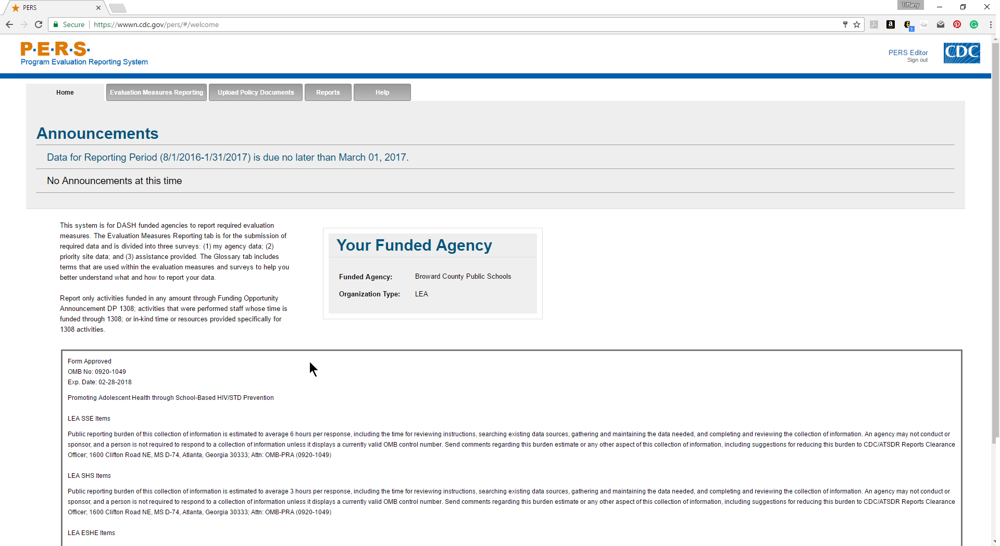 PERS
Tiffany
Secure
https://wwwn.cdc.gov/pers/#/welcome
1
P·E·R·S·
Program Evaluation Reporting System
PERS Editor
Sign out
CDC
Home
Evaluation Measures Reporting
Upload Policy Documents
Reports
Help
Announcements
Data for Reporting Period (8/1/2016-1/31/2017) is due no later than March 01, 2017.
No Announcements at this time
This system is for DASH funded agencies to report required evaluation
measures. The Evaluation Measures Reporting tab is for the submission of
required data and is divided into three surveys: (1) my agency data; (2)
priority site data; and (3) assistance provided. The Glossary tab includes
terms that are used within the evaluation measures and surveys to help you
better understand what and how to report your data.
Report only activities funded in any amount through Funding Opportunity
Announcement DP 1308; activities that were performed staff whose time is
funded through 1308; or in-kind time or resources provided specifically for
1308 activities.
Your Funded Agency
Funded Agency: Broward County Public Schools
Organization Type: LEA
Form Approved
OMB No: 0920-1049
Exp. Date: 02-28-2018
Promoting Adolescent Health through School-Based HIV/STD Prevention
LEA SSE Items
Public reporting burden of this collection of information is estimated to average 6 hours per response, including the time for reviewing instructions, searching existing data sources, gathering and maintaining the data needed, and completing and reviewing the collection of information. An agency may not conduct or
sponsor, and a person is not required to respond to a collection of information unless it displays a currently valid OMB control number. Send comments regarding this burden estimate or any other aspect of this collection of information, including suggestions for reducing this burden to CDC/ATSDR Reports Clearance
Officer; 1600 Clifton Road NE, MS D-74, Atlanta, Georgia 30333; Attn: OMB-PRA (0920-1049)
LEA SHS Items
Public reporting burden of this collection of information is estimated to average 3 hours per response, including the time for reviewing instructions, searching existing data sources, gathering and maintaining the data needed, and completing and reviewing the collection of information. An agency may not conduct or
sponsor, and a person is not required to respond to a collection of information unless it displays a currently valid OMB control number. Send comments regarding this burden estimate or any other aspect of this collection of information, including suggestions for reducing this burden to CDC/ATSDR Reports Clearance
Officer; 1600 Clifton Road NE, MS D-74, Atlanta, Georgia 30333; Attn: OMB-PRA (0920-1049)
LEA ESHE Items